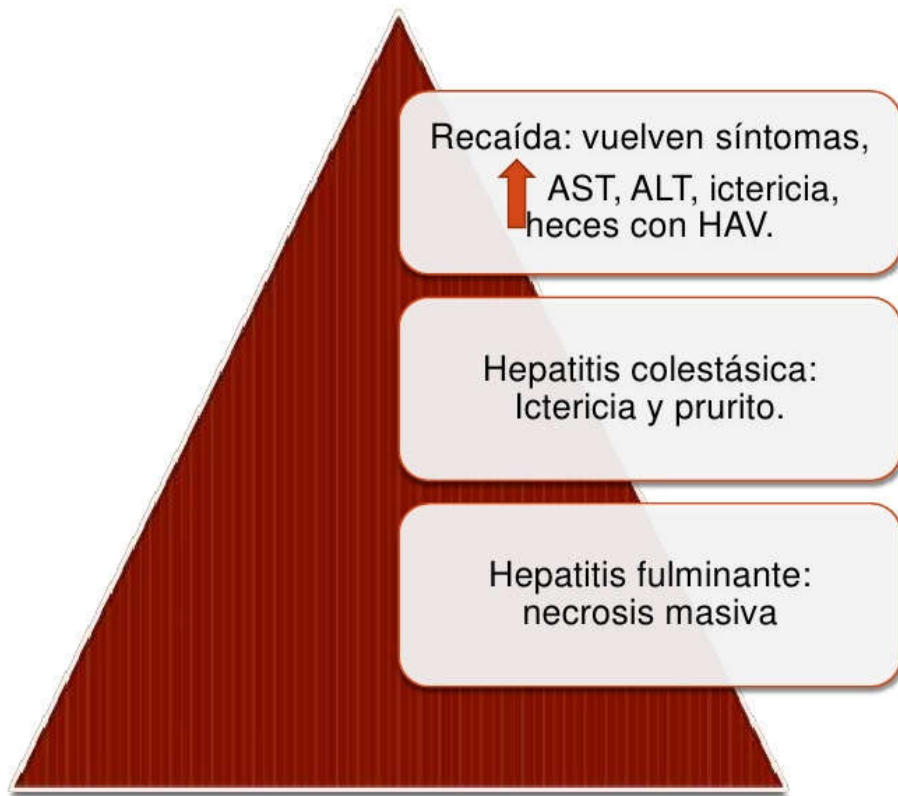 Recaída: vuelven síntomas,
AST, ALT, ictericia,
heces con HAV.
Hepatitis colestásica:
Ictericia y prurito.
Hepatitis fulminante:
necrosis masiva